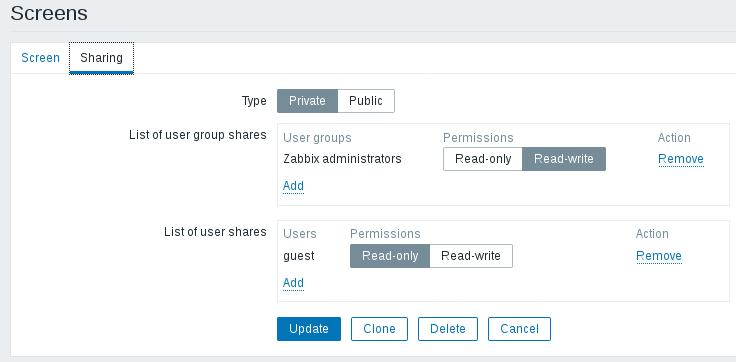 Screens
Screen Sharing
Type Private Public
List of user group shares User groups Permissions Action
Zabbix administrators Read-only Read-write Remove
Add
List of user shares Users Permissions Action
guest Read-only Read-write Remove
Add
Update Clone Delete Cancel